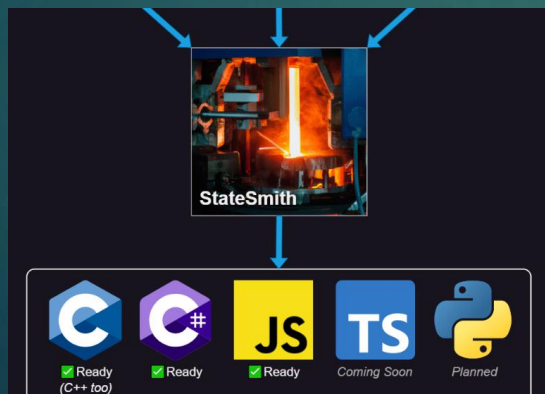 StateSmith
C
C#
JS
TS
✅ Ready
(C++ too)
✅ Ready
✅ Ready
Coming Soon
Planned